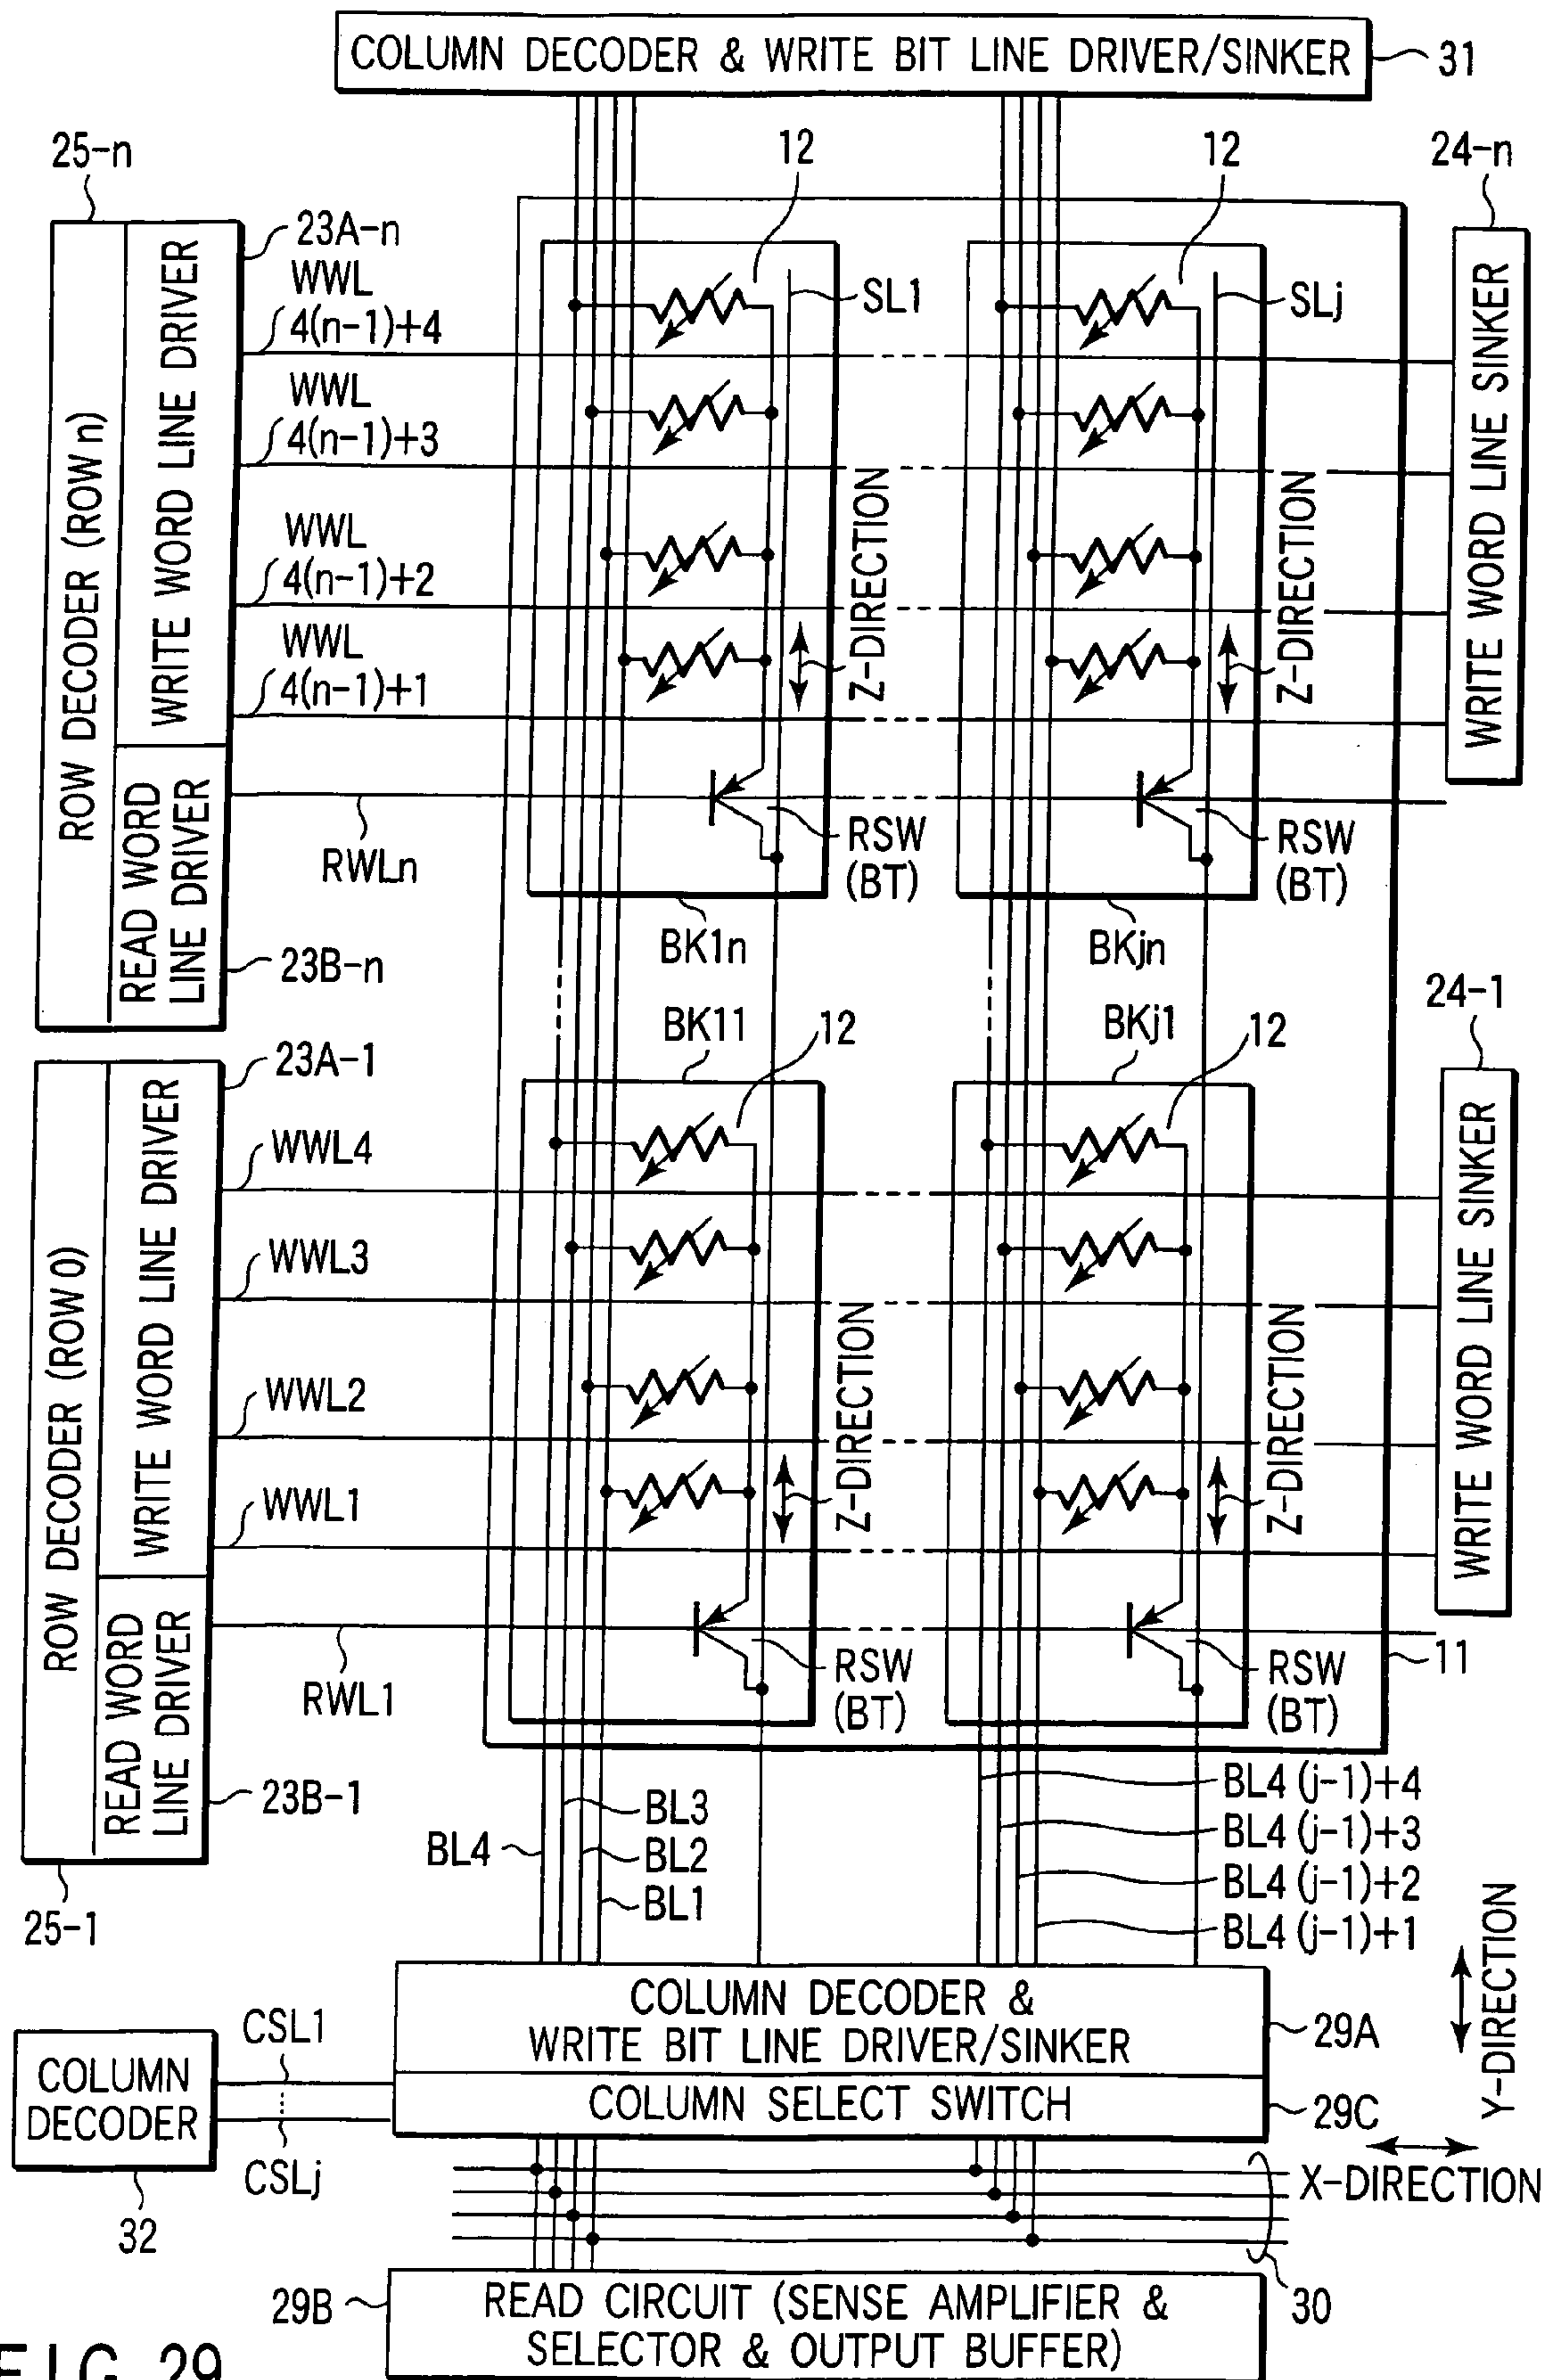 COLUMN DECODER & WRITE BIT LINE DRIVER/SINKER
31
25-n
12
12
24-n
23A-n
WWL
4(n-1)+4
SL1
SLj
WWL
4(n-1)+3
WWL
4(n-1)+2
WWL
4(n-1)+1
ROW DECODER (ROW n)
WRITE WORD LINE DRIVER
READ WORD
LINE DRIVER
Z-DIRECTION
Z-DIRECTION
WRITE WORD LINE SINKER
RWLn
RSW
(BT)
RSW
(BT)
23B-n
BK1n
BKjn
24-1
BK11
12
BKj1
12
23A-1
WWL4
WWL3
WWL2
WWL1
ROW DECODER (ROW 0)
WRITE WORD LINE DRIVER
READ WORD
LINE DRIVER
Z-DIRECTION
Z-DIRECTION
WRITE WORD LINE SINKER
RWL1
RSW
(BT)
RSW
(BT)
11
23B-1
25-1
BL4
BL3
BL2
BL1
BL4 (j-1)+4
BL4 (j-1)+3
BL4 (j-1)+2
BL4 (j-1)+1
Y-DIRECTION
COLUMN DECODER &
WRITE BIT LINE DRIVER/SINKER
29A
COLUMN SELECT SWITCH
29C
CSL1
CSLj
COLUMN
DECODER
32
X-DIRECTION
30
29B
READ CIRCUIT (SENSE AMPLIFIER &
SELECTOR & OUTPUT BUFFER)
FIG. 29